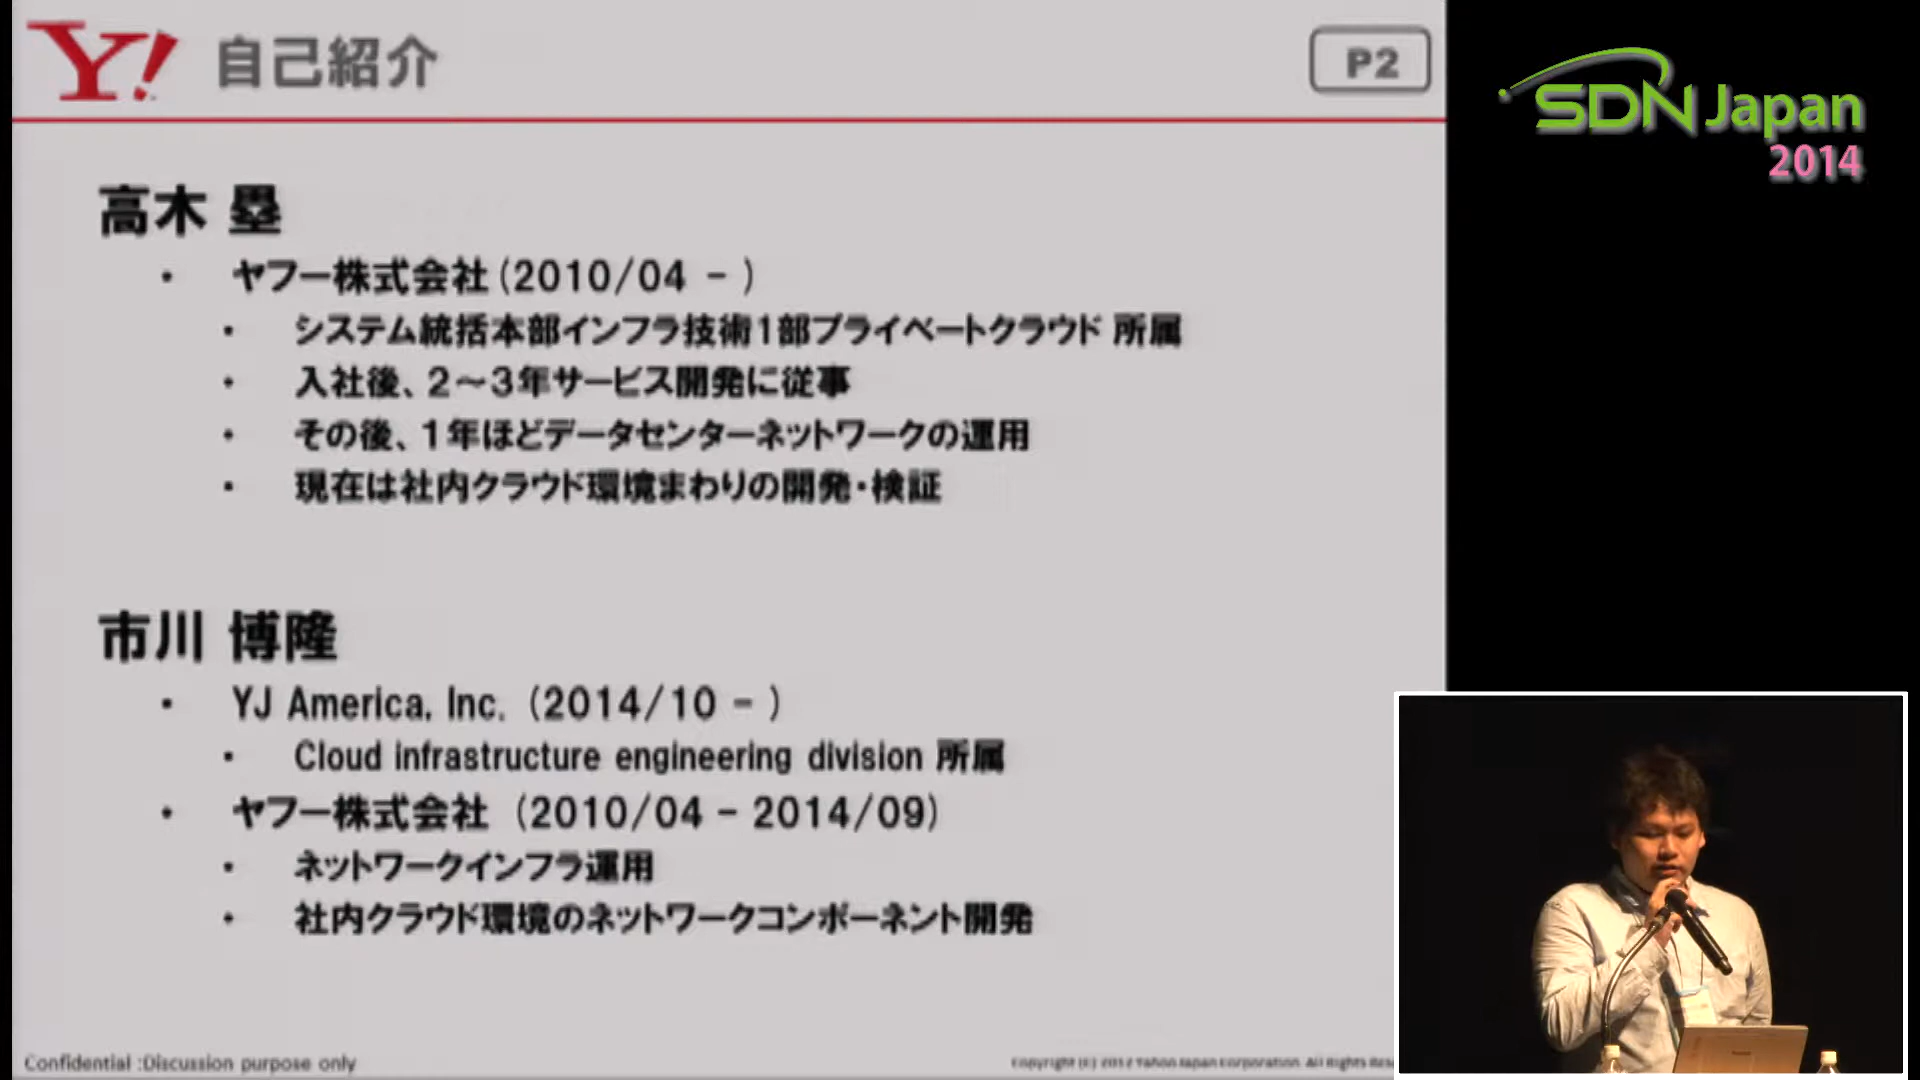 Y! 自己紹介
P2
SDN Japan
2014
高木 塁
・ ヤフー株式会社(2010/04 - )
・ システム統括本部インフラ技術1部プライベートクラウド 所属
・ 入社後、2～3年サービス開発に従事
・ その後、1年ほどデータセンターネットワークの運用
・ 現在は社内クラウド環境まわりの開発・検証
市川 博隆
・ YJ America, Inc. (2014/10 - )
・ Cloud infrastructure engineering division 所属
・ ヤフー株式会社 (2010/04 - 2014/09)
・ ネットワークインフラ運用
・ 社内クラウド環境のネットワークコンポーネント開発
Confidential :Discussion purpose only
Copyright (C) 2012 Yahoo Japan Corporation. All Rights